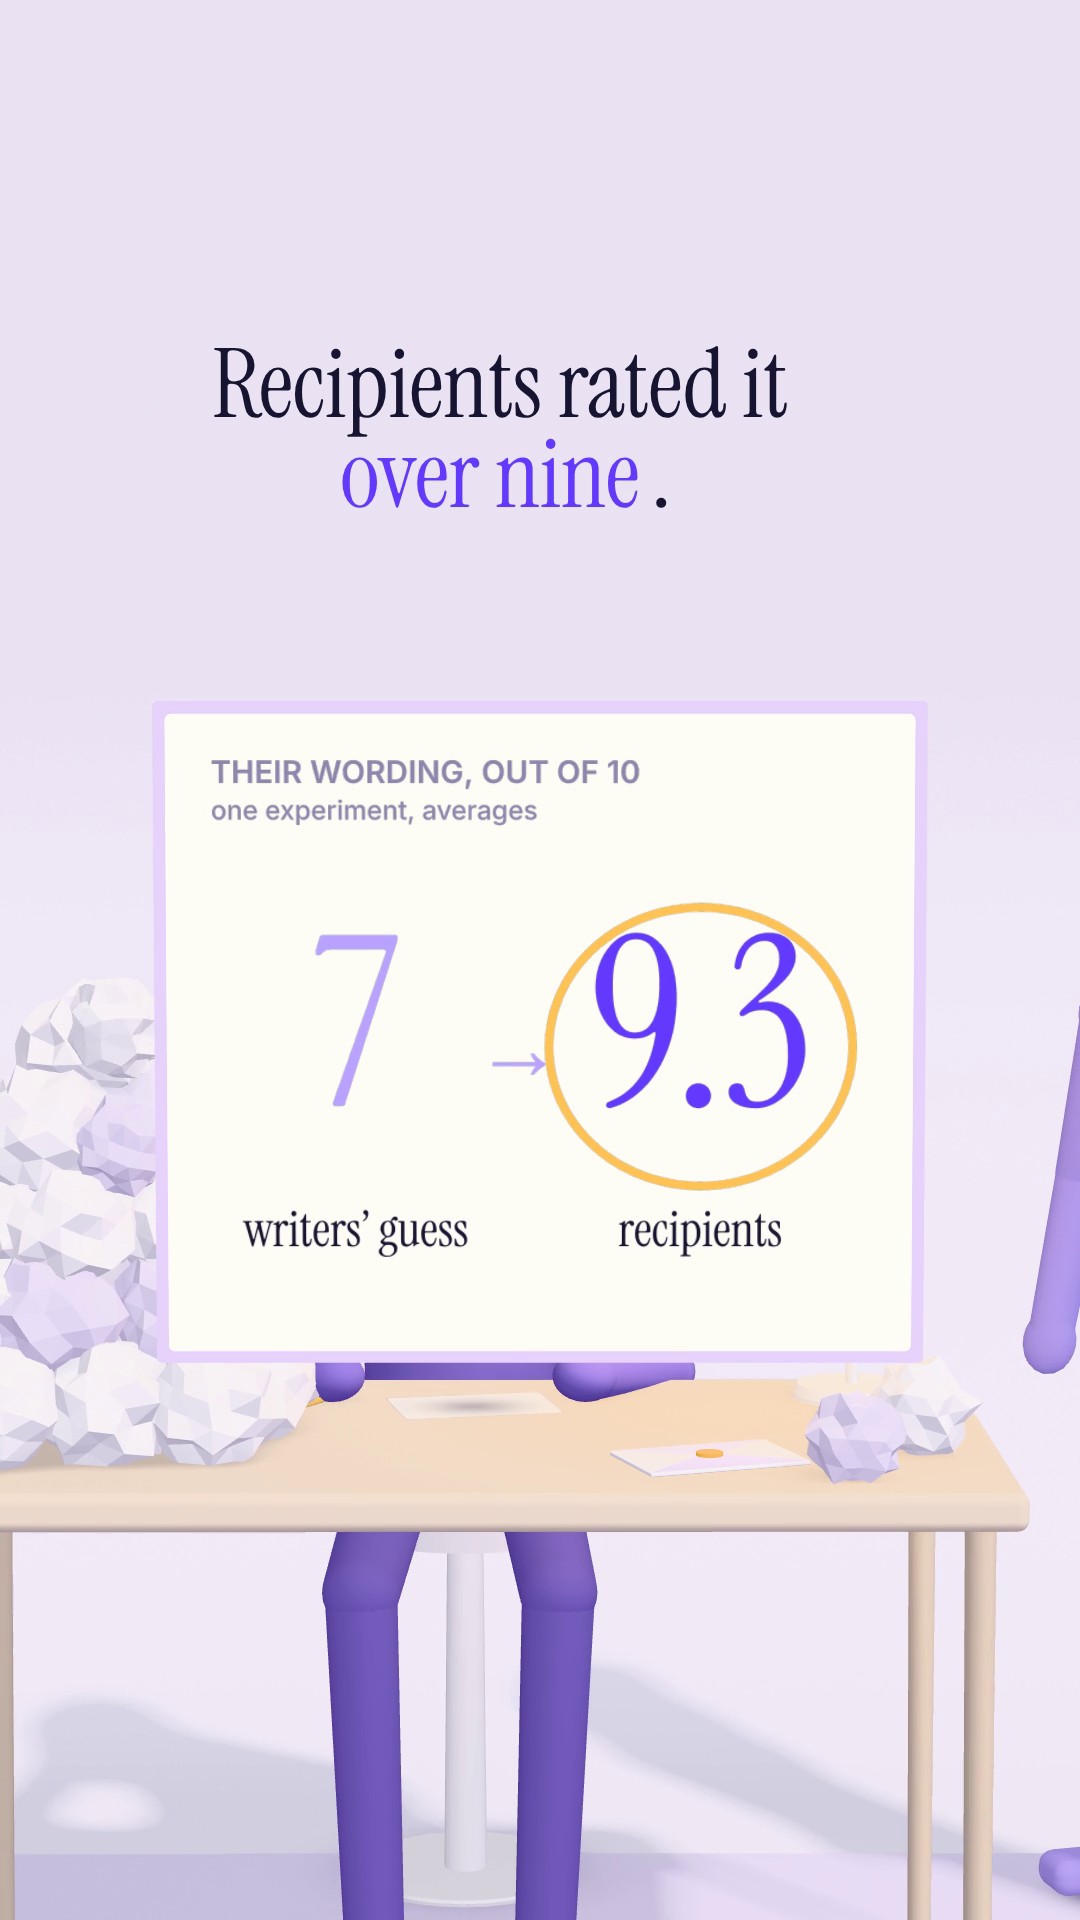 Recipients rated it
over nine .
THEIR WORDING, OUT OF 10
one experiment, averages
7 → 9.3
writers’ guess recipients